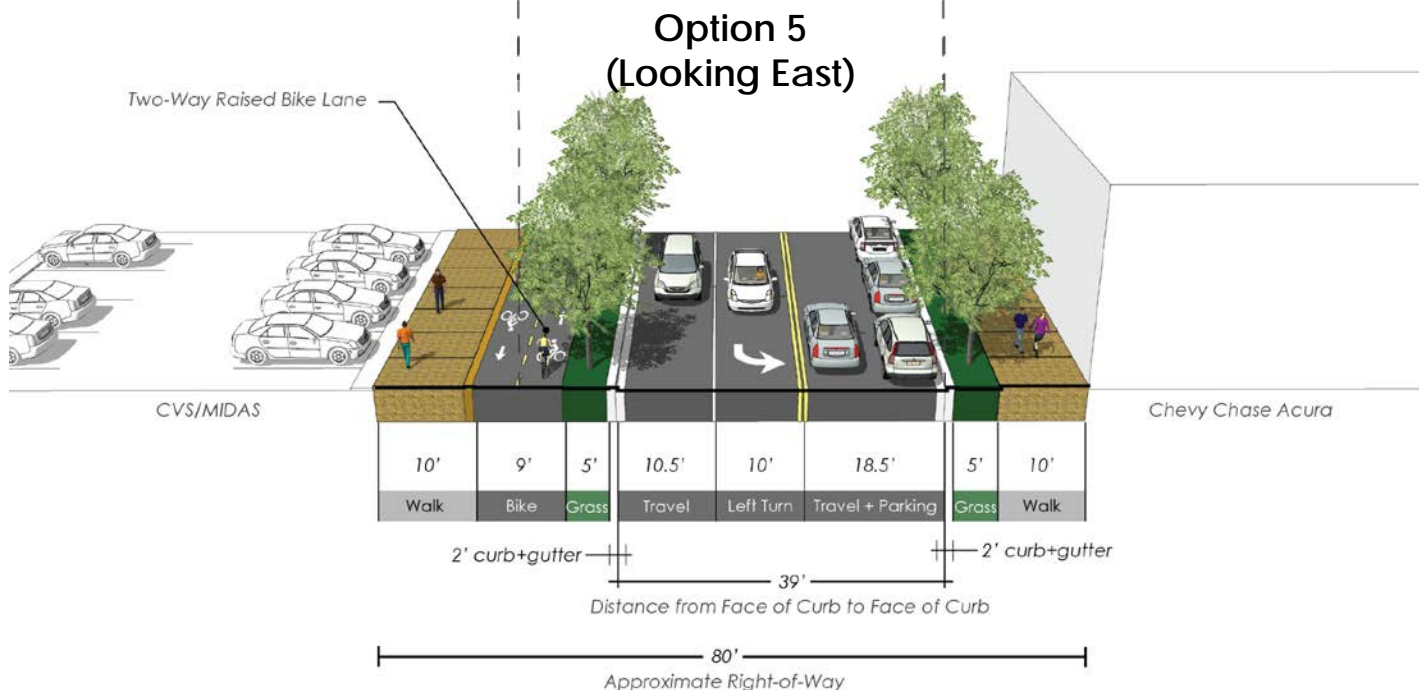 Option 5
(Looking East)
Two-Way Raised Bike Lane
CVS/MIDAS
Chevy Chase Acura
10' 9' 5' 10.5' 10' 18.5' 5' 10'
Walk Bike Grass Travel Left Turn Travel + Parking Grass Walk
2' curb+gutter 2' curb+gutter
39'
Distance from Face of Curb to Face of Curb
80'
Approximate Right-of-Way